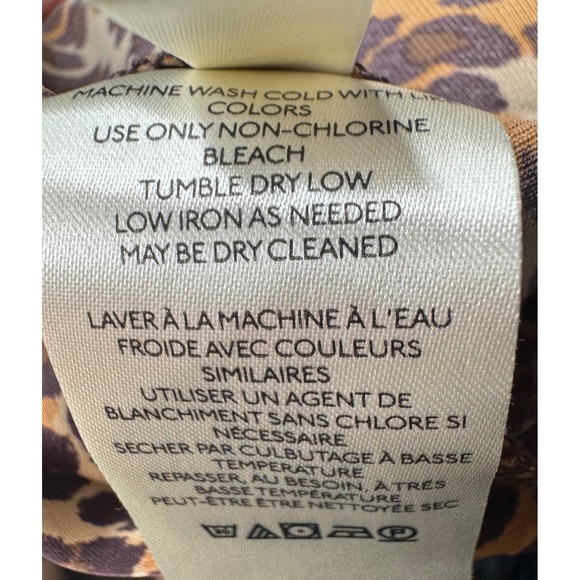 MACHINE WASH COLD WITH
COLORS
USE ONLY NON-CHLORINE
BLEACH
TUMBLE DRY LOW
LOW IRON AS NEEDED
MAY BE DRY CLEANED
LAVER À LA MACHINE À L'EAU
FROIDE AVEC COULEURS
SIMILAIRES
UTILISER UN AGENT DE
BLANCHIMENT SANS CHLORE SI
NÉCESSAIRE
SECHER PAR CULBUTAGE À BASSE
TEMPERATURE
REPASSER, AU BESOIN, À TRÈS
BASSE TEMPÉRATURE
PEUT-ÊTRE ÊTRE NETTOYÉE SEC